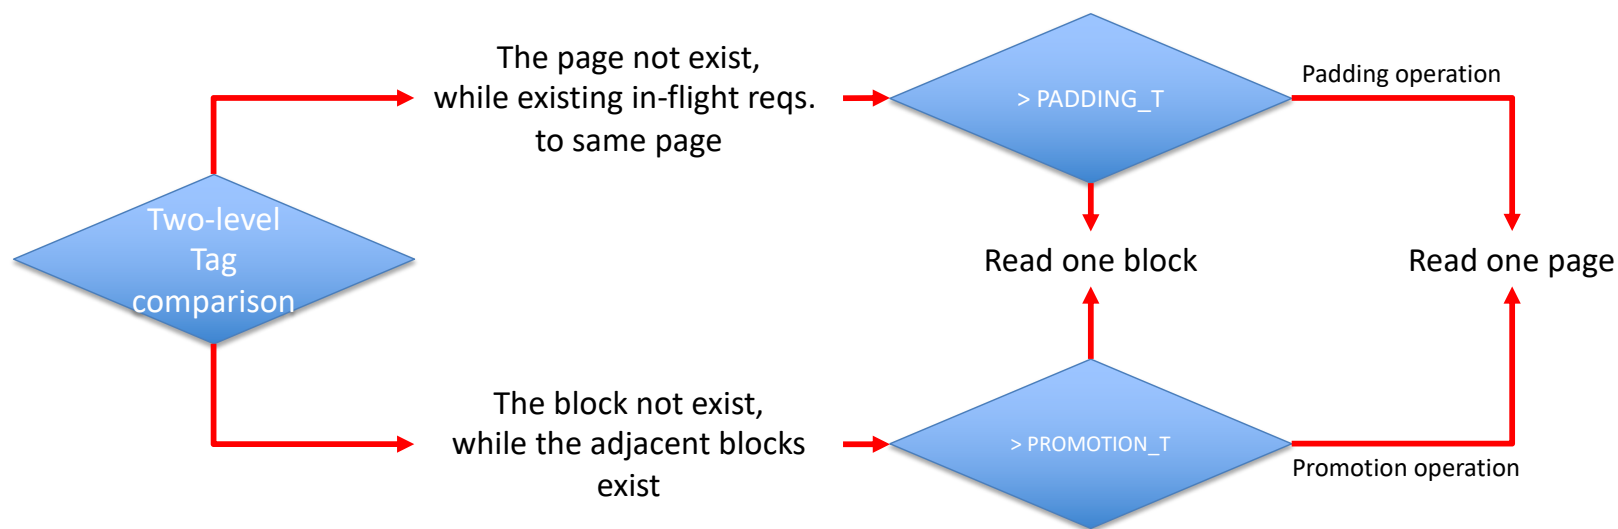 The page not exist,
while existing in-flight reqs.
to same page
> PADDING_T
Padding operation
Two-level
Tag
comparison
Read one block
Read one page
The block not exist,
while the adjacent blocks
exist
> PROMOTION_T
Promotion operation